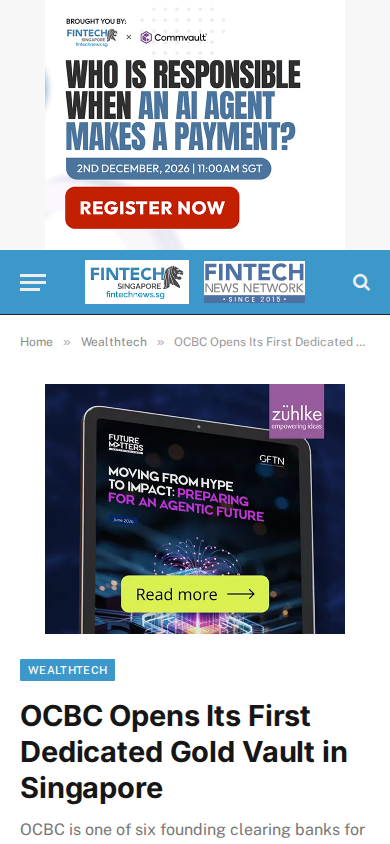 BROUGHT YOU BY:
FINTECH
SINGAPORE
fintechnews.sg
× Commvault
WHO IS RESPONSIBLE
WHEN AN AI AGENT
MAKES A PAYMENT?
2ND DECEMBER, 2026 | 11:00AM SGT
REGISTER NOW
FINTECH
SINGAPORE
fintechnews.sg
FINTECH
NEWS NETWORK
• SINCE 2015 •
Home » Wealthtech » OCBC Opens Its First Dedicated ...
zühlke
empowering ideas
FUTURE
MATTERS
GFTN
MOVING FROM HYPE
TO IMPACT: PREPARING
FOR AN AGENTIC FUTURE
June 2026
Read more
WEALTHTECH
OCBC Opens Its First
Dedicated Gold Vault in
Singapore
OCBC is one of six founding clearing banks for